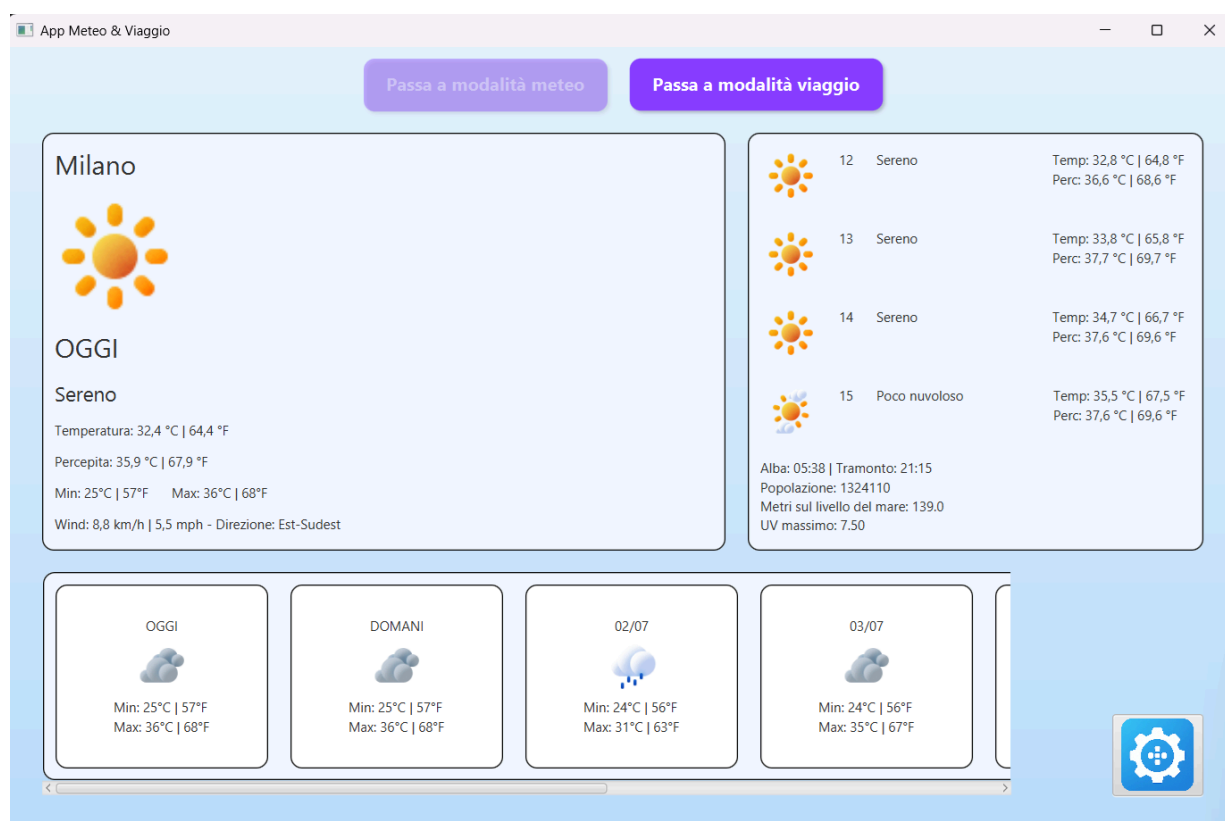 App Meteo & Viaggio
Passa a modalità meteo
Passa a modalità viaggio
Milano
OGGI
Sereno
Temperatura: 32,4 °C | 64,4 °F
Percepita: 35,9 °C | 67,9 °F
Min: 25°C | 57°F Max: 36°C | 68°F
Wind: 8,8 km/h | 5,5 mph - Direzione: Est-Sudest
12 Sereno Temp: 32,8 °C | 64,8 °F
Perc: 36,6 °C | 68,6 °F
13 Sereno Temp: 33,8 °C | 65,8 °F
Perc: 37,7 °C | 69,7 °F
14 Sereno Temp: 34,7 °C | 66,7 °F
Perc: 37,6 °C | 69,6 °F
15 Poco nuvoloso Temp: 35,5 °C | 67,5 °F
Perc: 37,6 °C | 69,6 °F
Alba: 05:38 | Tramonto: 21:15
Popolazione: 1324110
Metri sul livello del mare: 139.0
UV massimo: 7.50
OGGI
Min: 25°C | 57°F
Max: 36°C | 68°F
DOMANI
Min: 25°C | 57°F
Max: 36°C | 68°F
02/07
Min: 24°C | 56°F
Max: 31°C | 63°F
03/07
Min: 24°C | 56°F
Max: 35°C | 67°F